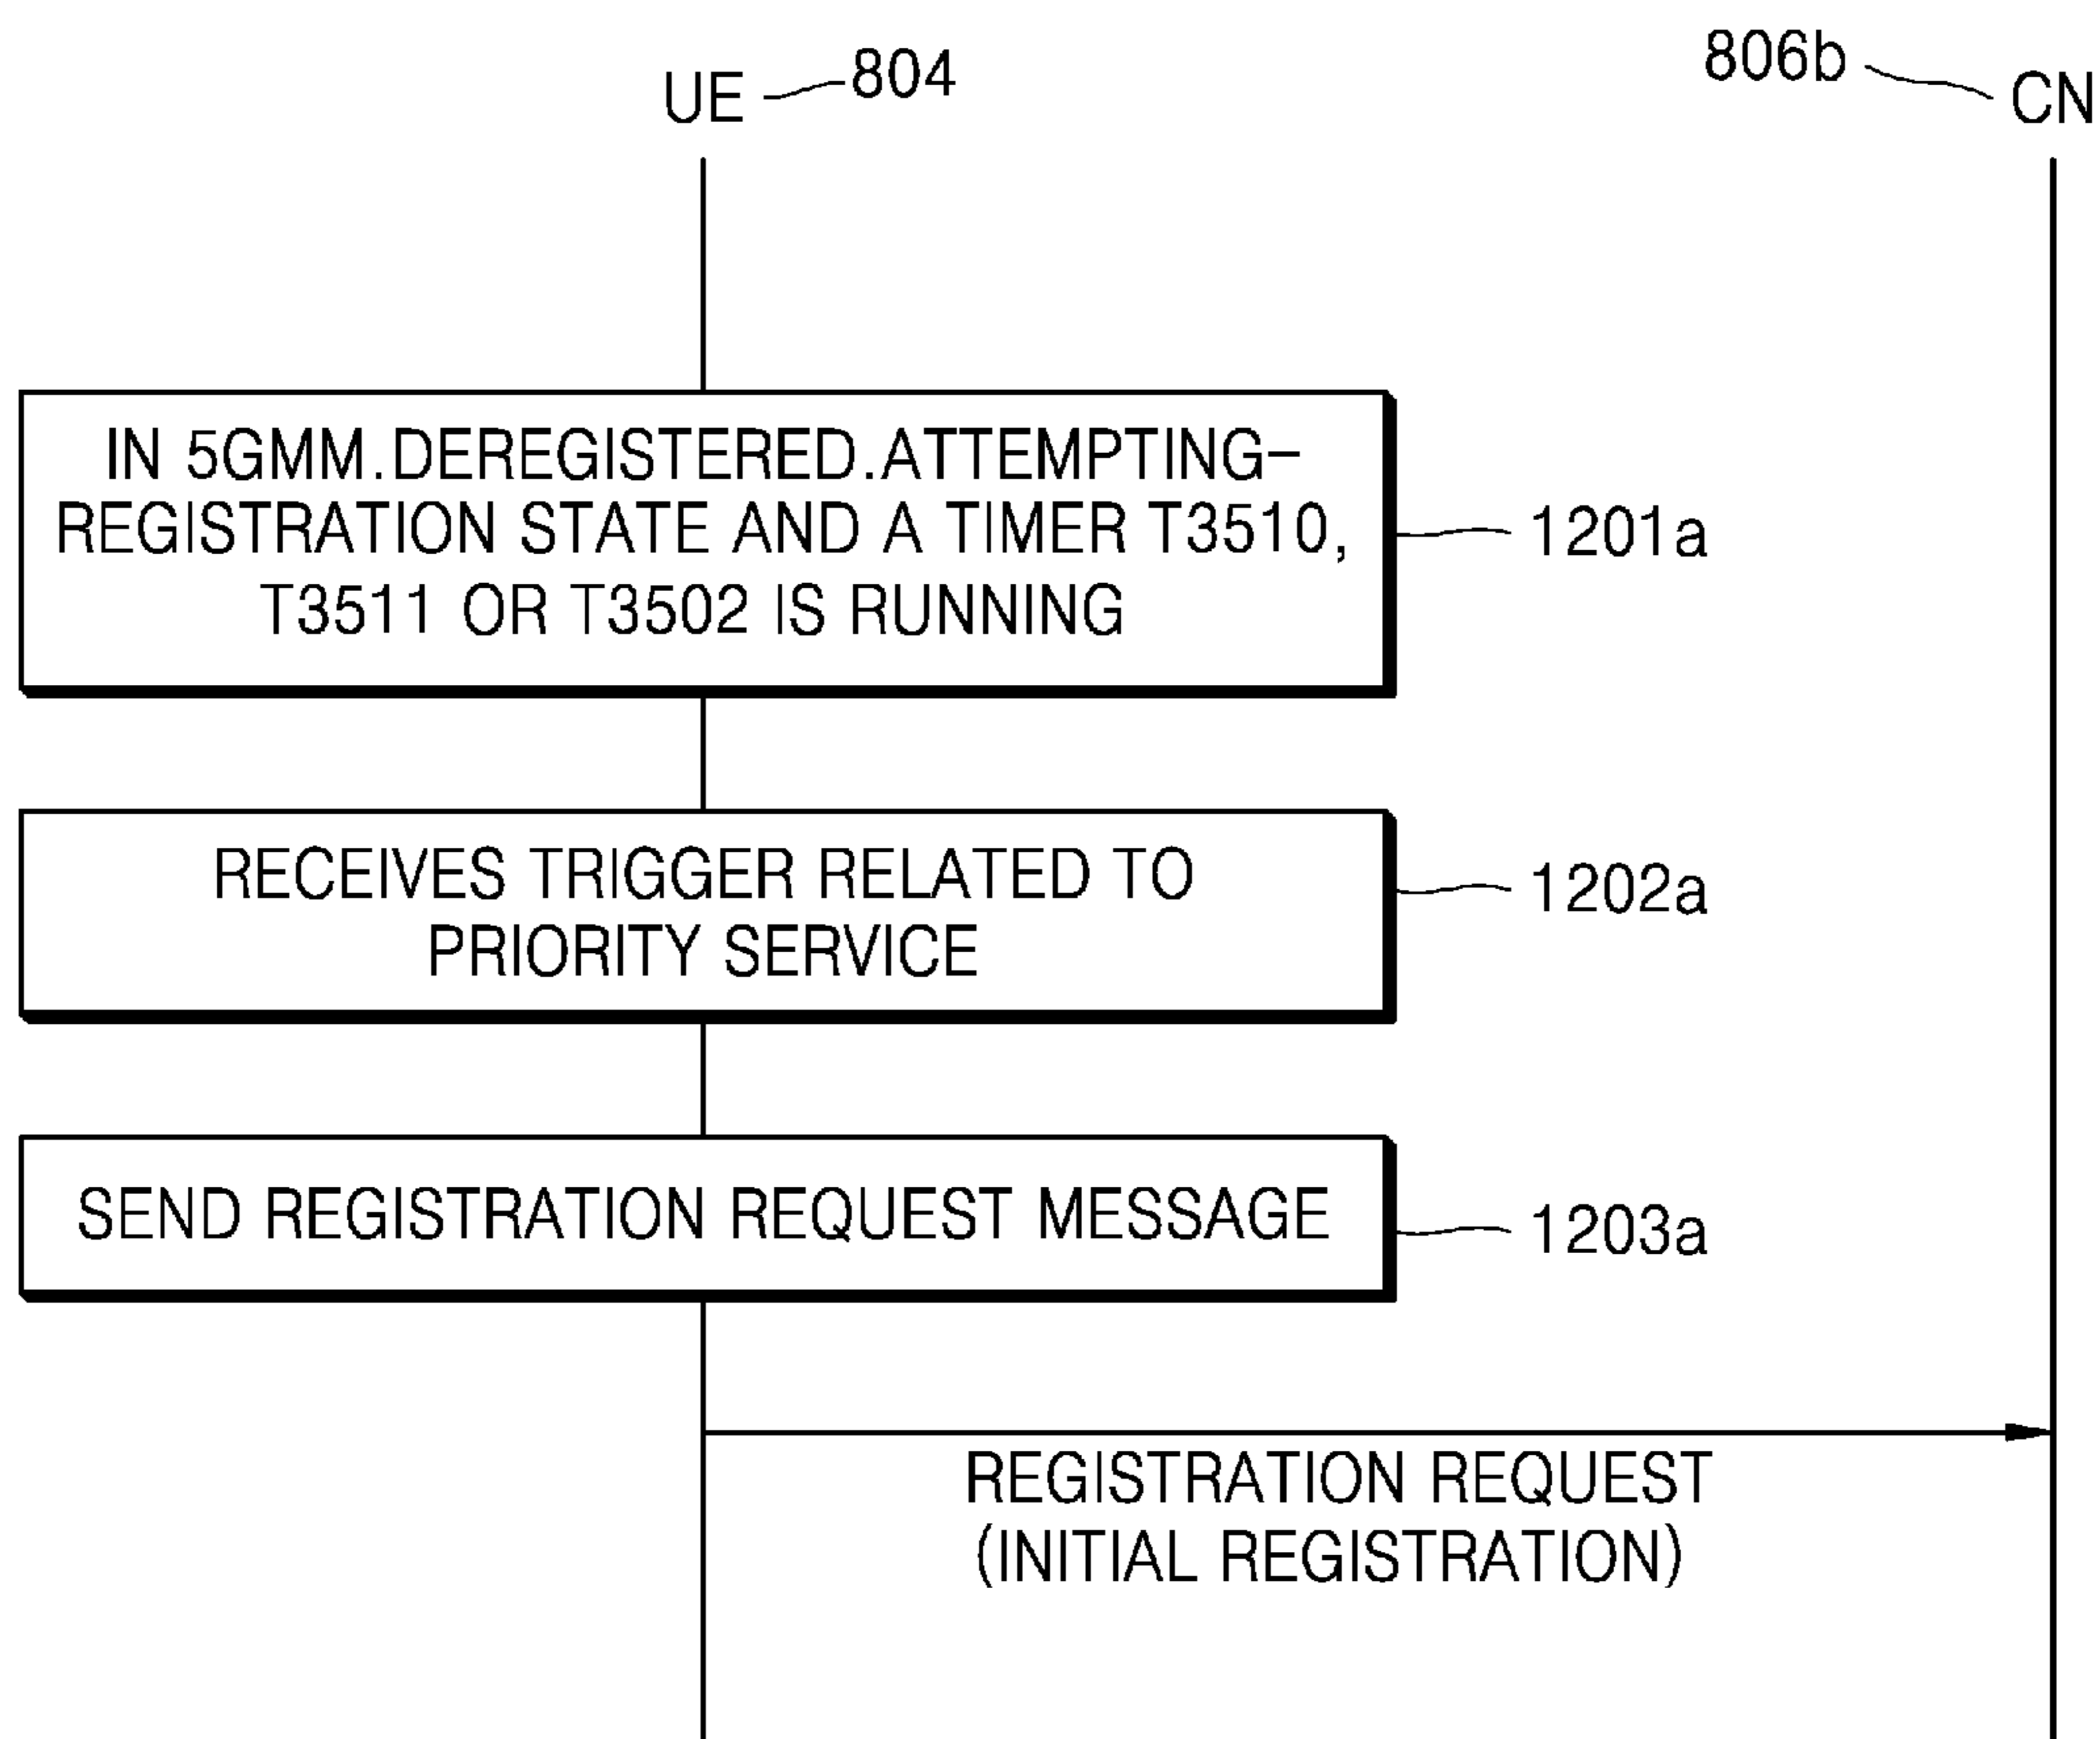 UE 804
806b CN
IN 5GMM.DEREGISTERED.ATTEMPTING-
REGISTRATION STATE AND A TIMER T3510,
T3511 OR T3502 IS RUNNING
1201a
RECEIVES TRIGGER RELATED TO
PRIORITY SERVICE
1202a
SEND REGISTRATION REQUEST MESSAGE
1203a
REGISTRATION REQUEST
(INITIAL REGISTRATION)